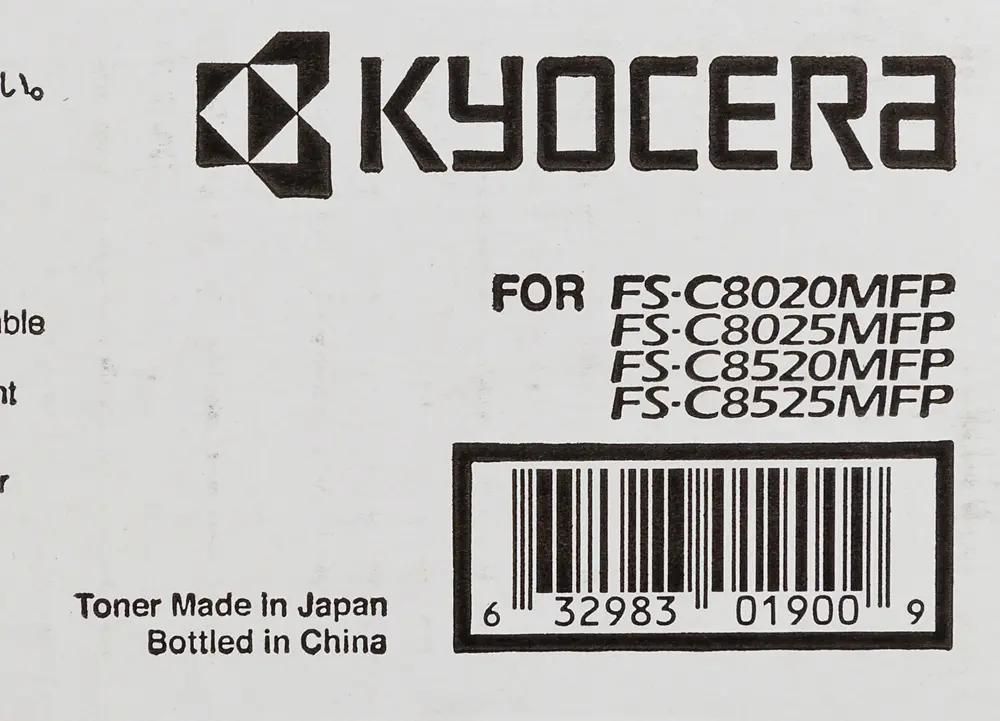 い。
KYOCERA
FOR FS-C8020MFP
FS-C8025MFP
FS-C8520MFP
FS-C8525MFP
Toner Made in Japan
Bottled in China
6 32983 01900 9